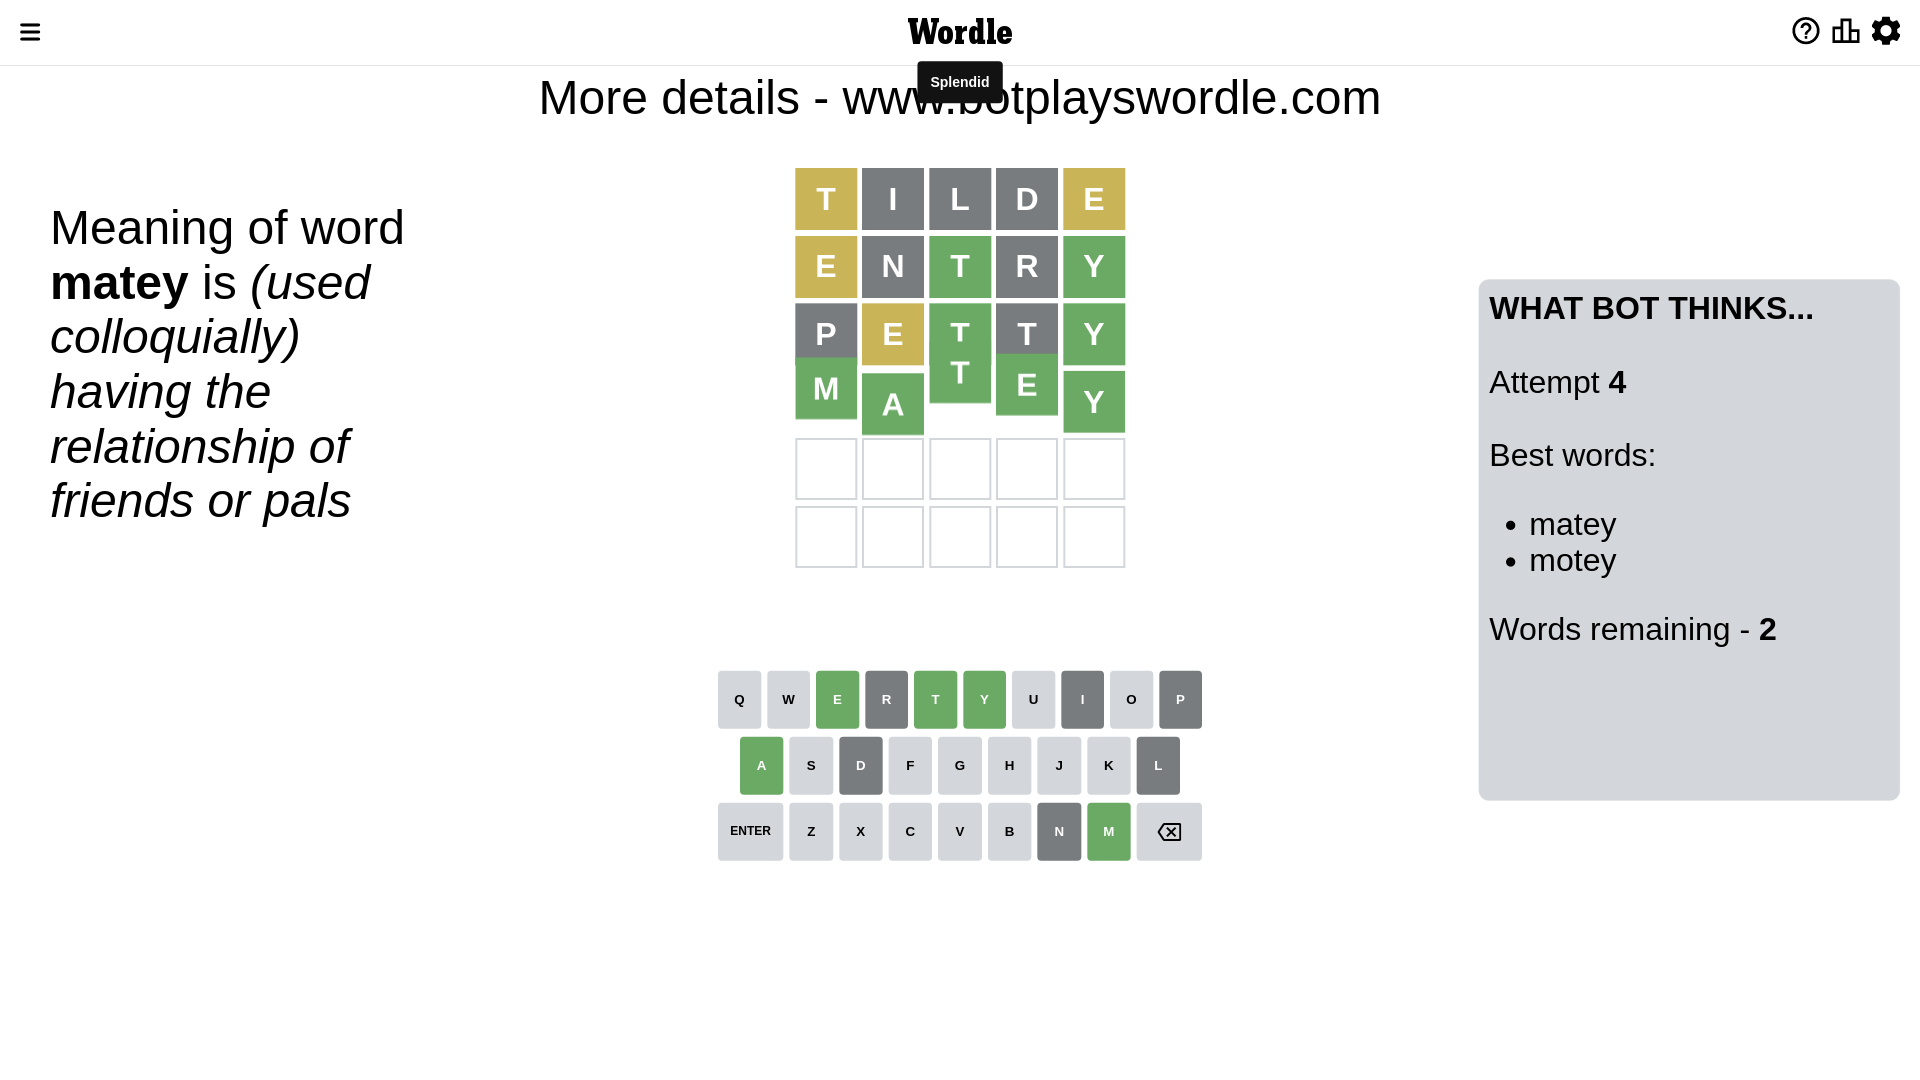 Wordle
Splendid
More details - www.botplayswordle.com
Meaning of word
matey is (used
colloquially)
having the
relationship of
friends or pals
T I L D E
E N T R Y
P E T T Y
M A T E Y
WHAT BOT THINKS...
Attempt 4
Best words:
• matey
• motey
Words remaining - 2
Q W E R T Y U I O P
A S D F G H J K L
ENTER Z X C V B N M